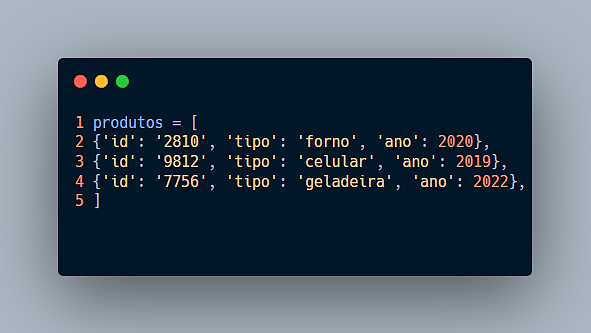 1 produtos = [
2 {'id': '2810', 'tipo': 'forno', 'ano': 2020},
3 {'id': '9812', 'tipo': 'celular', 'ano': 2019},
4 {'id': '7756', 'tipo': 'geladeira', 'ano': 2022},
5 ]